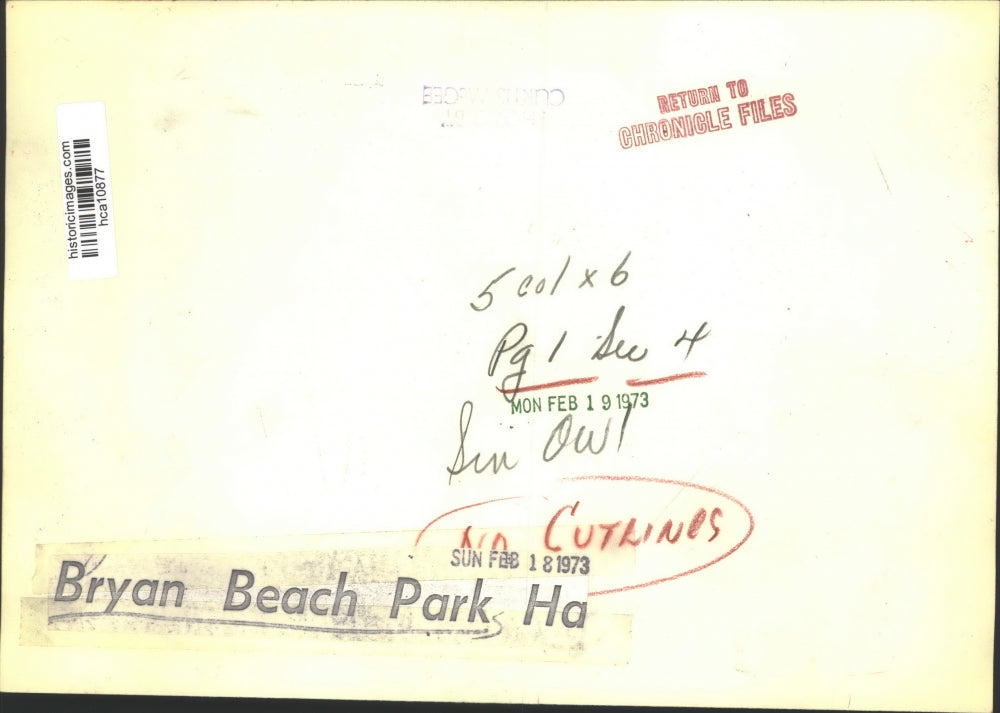 RETURN TO
CHRONICLE FILES
historicimages.com
hca10877
5 col x 6
Pg 1 Sec 4
MON FEB 19 1973
Sun Owl
NO CUTLINES
SUN FEB 18 1973
Bryan Beach Park Ha